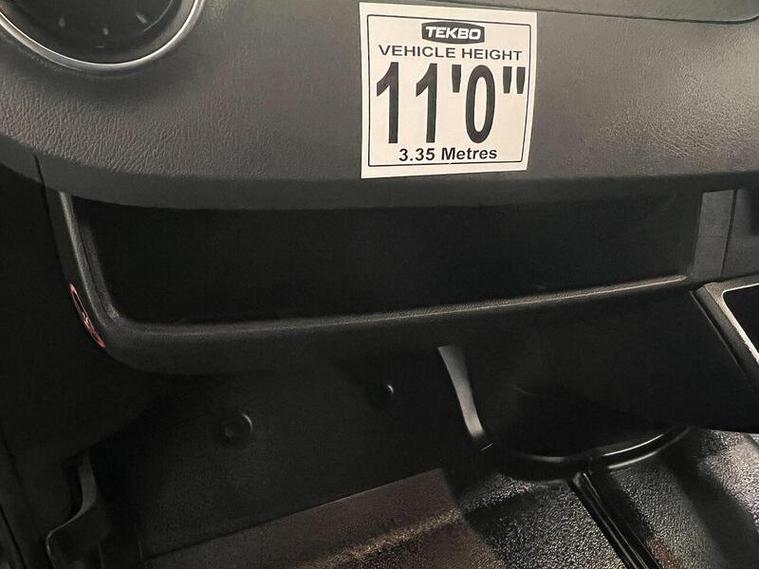 TEKBO
VEHICLE HEIGHT
11'0"
3.35 Metres